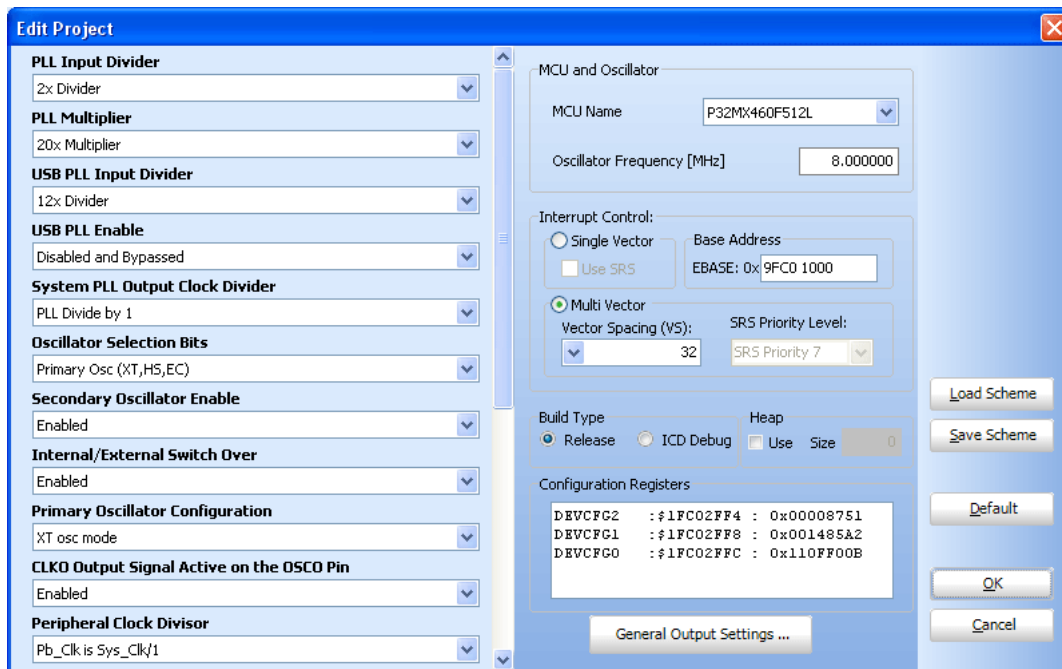 Edit Project
PLL Input Divider
2x Divider
PLL Multiplier
20x Multiplier
USB PLL Input Divider
12x Divider
USB PLL Enable
Disabled and Bypassed
System PLL Output Clock Divider
PLL Divide by 1
Oscillator Selection Bits
Primary Osc (XT,HS,EC)
Secondary Oscillator Enable
Enabled
Internal/External Switch Over
Enabled
Primary Oscillator Configuration
XT osc mode
CLKO Output Signal Active on the OSCO Pin
Enabled
Peripheral Clock Divisor
Pb_Clk is Sys_Clk/1
MCU and Oscillator
MCU Name P32MX460F512L
Oscillator Frequency [MHz] 8.000000
Interrupt Control:
Single Vector
Use SRS
Base Address
EBASE: 0x 9FC0 1000
Multi Vector
Vector Spacing (VS):
32
SRS Priority Level:
SRS Priority 7
Build Type
Release ICD Debug
Heap
Use Size 0
Configuration Registers
DEVCFG2 :$1FC02FF4 : 0x00008751
DEVCFG1 :$1FC02FF8 : 0x001485A2
DEVCFG0 :$1FC02FFC : 0x110FF00B
General Output Settings ...
Load Scheme
Save Scheme
Default
OK
Cancel